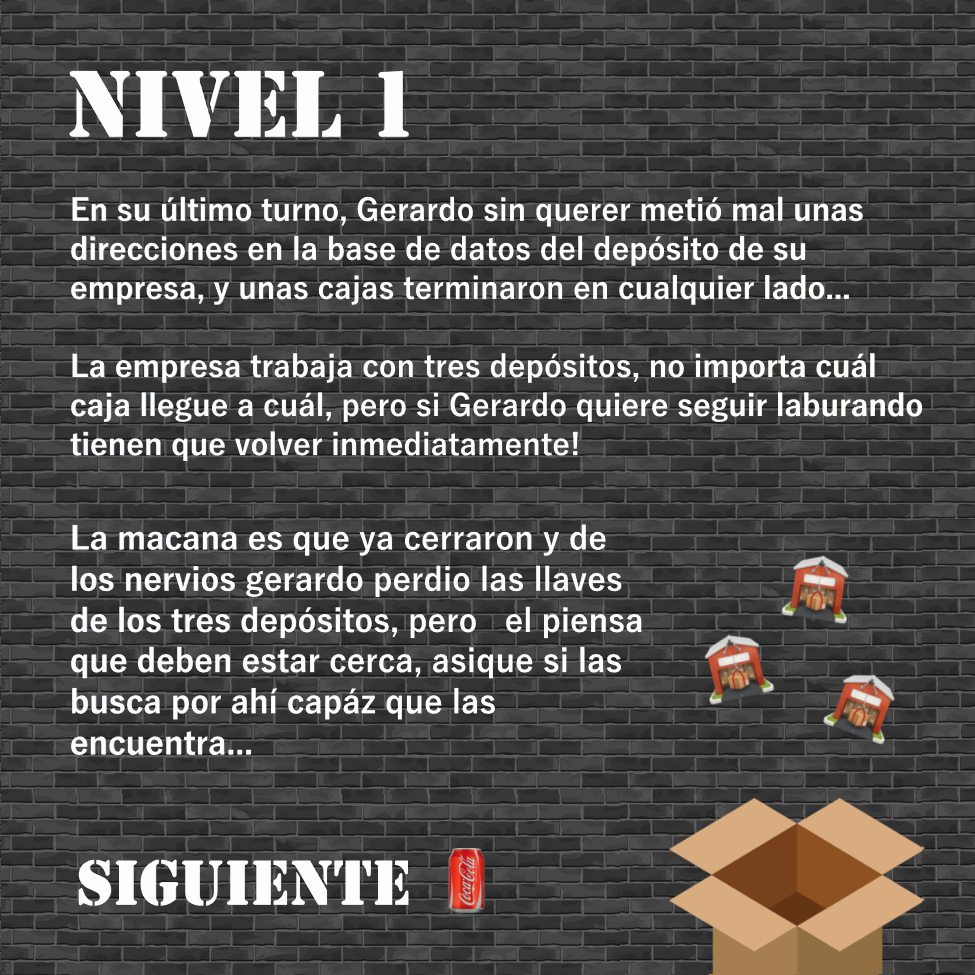 NIVEL 1
En su último turno, Gerardo sin querer metió mal unas
direcciones en la base de datos del depósito de su
empresa, y unas cajas terminaron en cualquier lado...
La empresa trabaja con tres depósitos, no importa cuál
caja llegue a cuál, pero si Gerardo quiere seguir laburando
tienen que volver inmediatamente!
La macana es que ya cerraron y de
los nervios gerardo perdio las llaves
de los tres depósitos, pero el piensa
que deben estar cerca, asique si las
busca por ahí capáz que las
encuentra...
SIGUIENTE
Coca-Cola